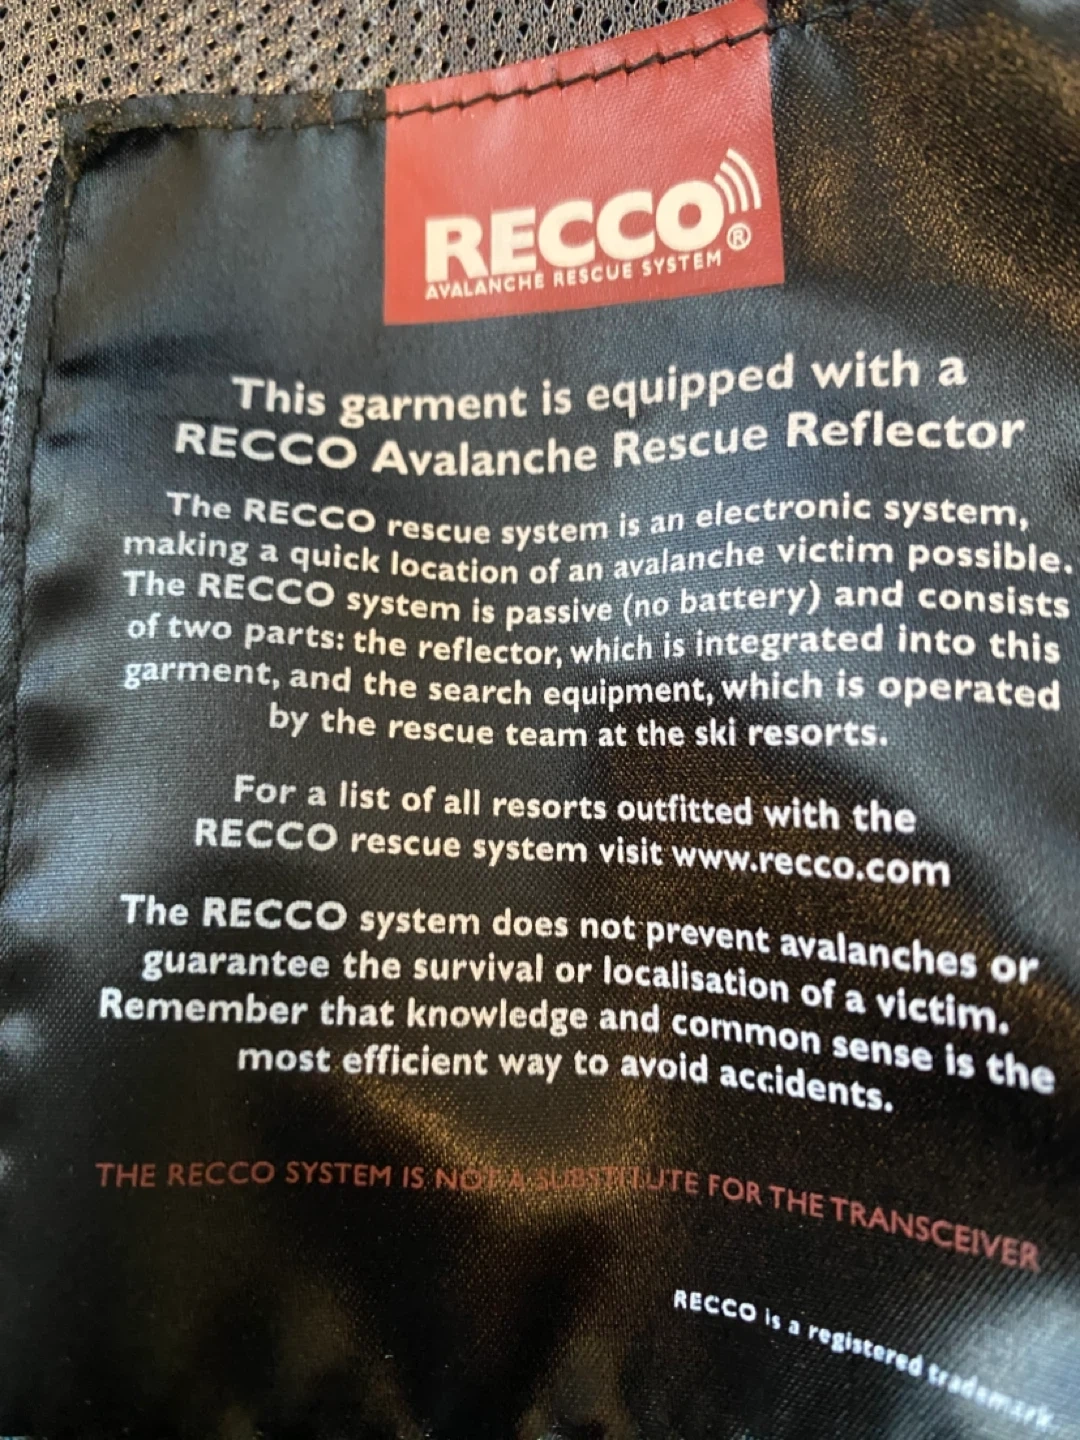 RECCO®
AVALANCHE RESCUE SYSTEM
This garment is equipped with a
RECCO Avalanche Rescue Reflector
The RECCO rescue system is an electronic system,
making a quick location of an avalanche victim possible.
The RECCO system is passive (no battery) and consists
of two parts: the reflector, which is integrated into this
garment, and the search equipment, which is operated
by the rescue team at the ski resorts.
For a list of all resorts outfitted with the
RECCO rescue system visit www.recco.com
The RECCO system does not prevent avalanches or
guarantee the survival or localisation of a victim.
Remember that knowledge and common sense is the
most efficient way to avoid accidents.
THE RECCO SYSTEM IS NOT A SUBSTITUTE FOR THE TRANSCEIVER
RECCO is a registered trademark.